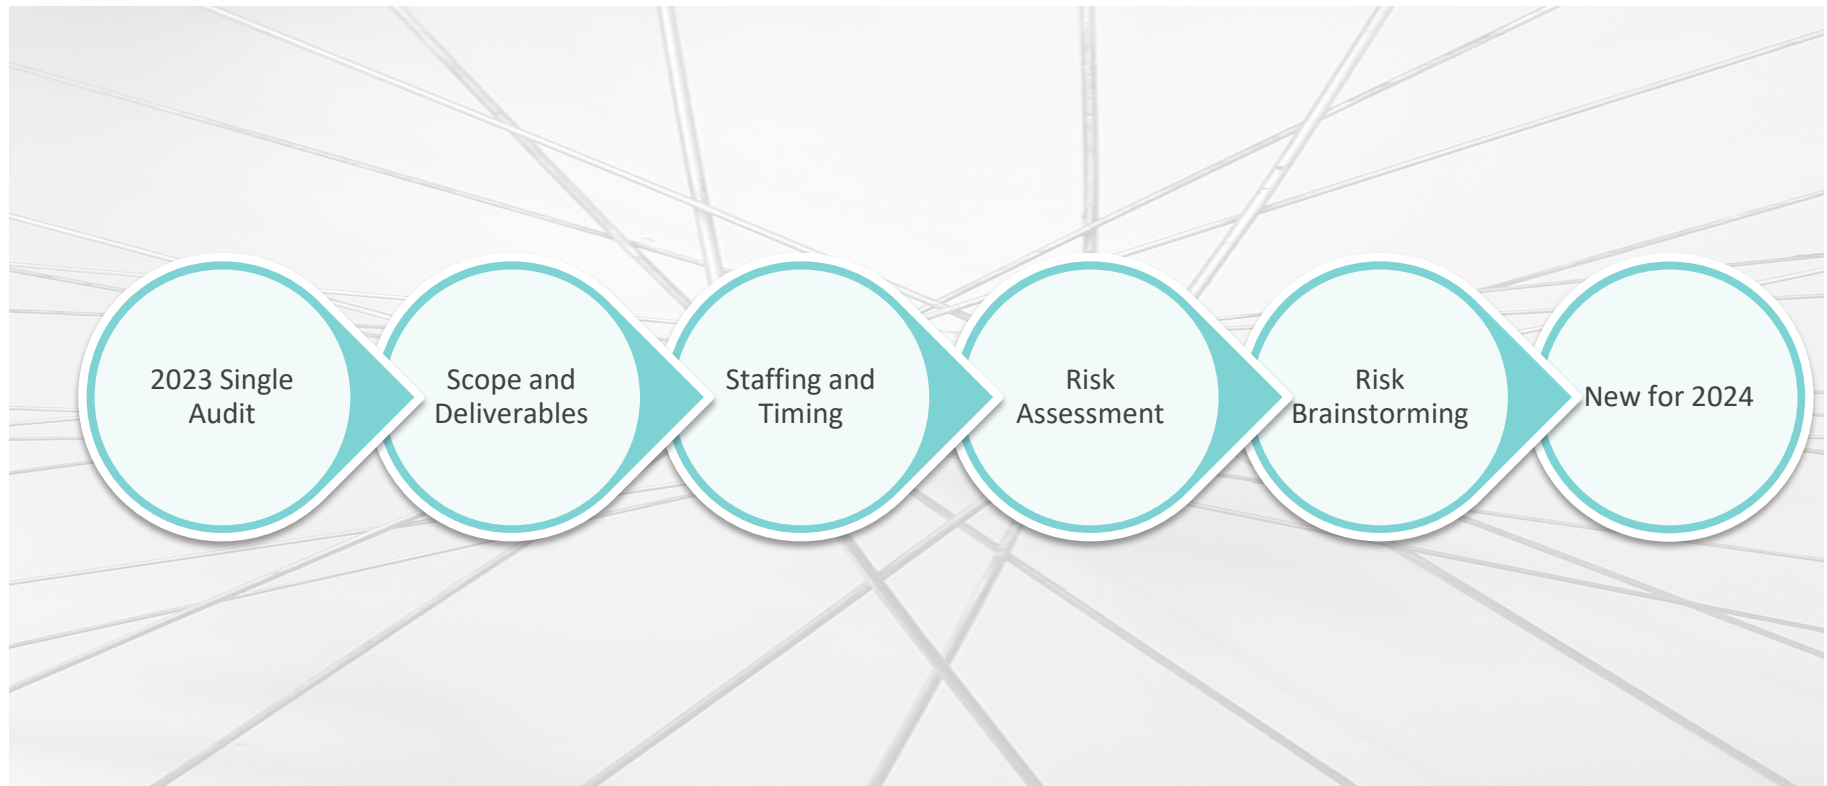 2023 Single
Audit
Scope and
Deliverables
Staffing and
Timing
Risk
Assessment
Risk
Brainstorming
New for 2024